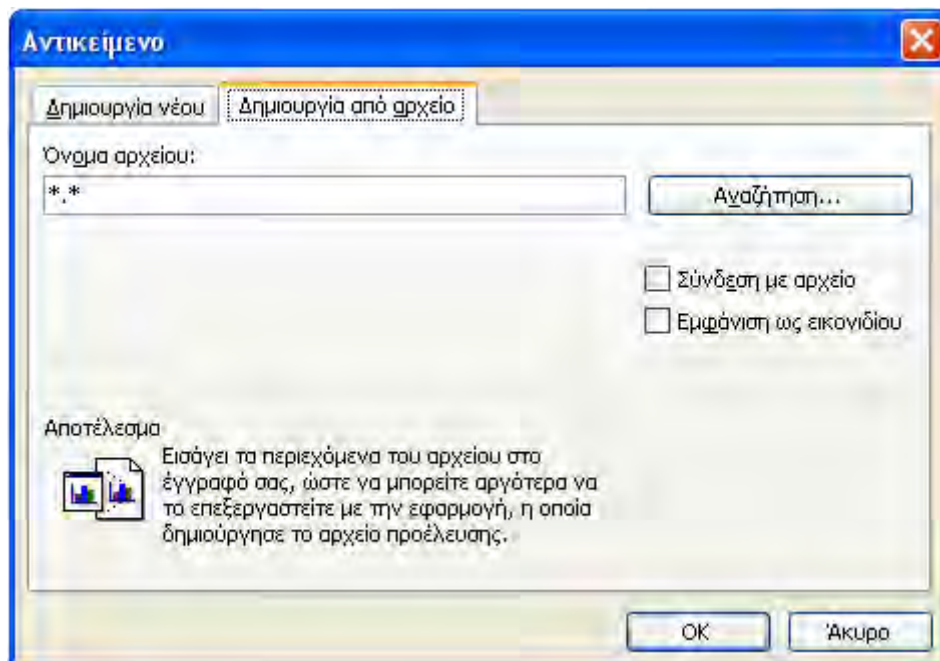 Αντικείμενο
Δημιουργία νέου
Δημιουργία από αρχείο
Όνομα αρχείου:
*.*
Αναζήτηση...
Σύνδεση με αρχείο
Εμφάνιση ως εικονιδίου
Αποτέλεσμα
Εισάγει τα περιεχόμενα του αρχείου στο
έγγραφό σας, ώστε να μπορείτε αργότερα να
το επεξεργαστείτε με την εφαρμογή, η οποία
δημιούργησε το αρχείο προέλευσης.
OK
Άκυρο